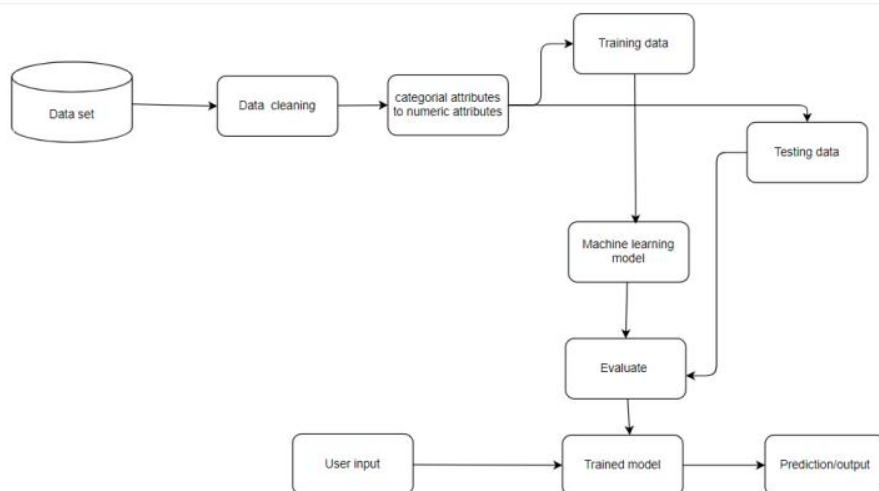 Training data
Data set
Data cleaning
categorial attributes
to numeric attributes
Testing data
Machine learning
model
Evaluate
User input
Trained model
Prediction/output